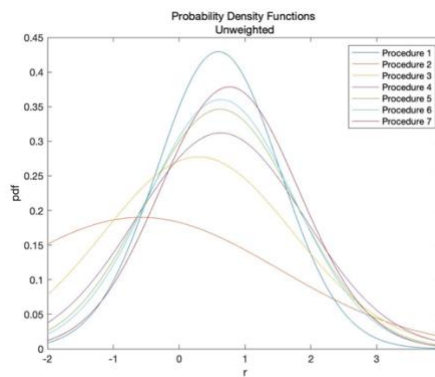 Probability Density Functions
Unweighted
0.45
0.4
0.35
0.3
0.25
0.2
0.15
0.1
0.05
0
pdf
Procedure 1
Procedure 2
Procedure 3
Procedure 4
Procedure 5
Procedure 6
Procedure 7
-2 -1 0 1 2 3
r